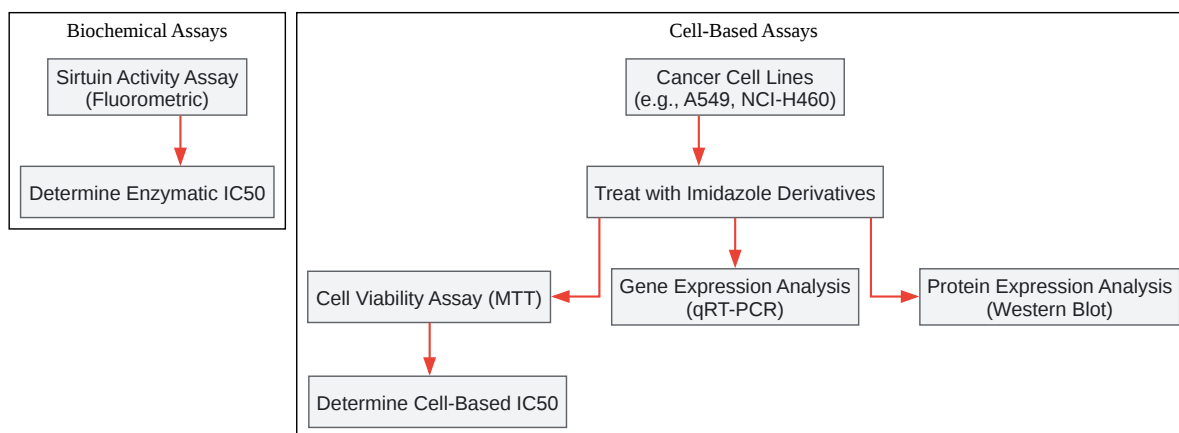 Biochemical Assays
Sirtuin Activity Assay
(Fluorometric)
Determine Enzymatic IC50
Cell-Based Assays
Cancer Cell Lines
(e.g., A549, NCI-H460)
Treat with Imidazole Derivatives
Cell Viability Assay (MTT)
Gene Expression Analysis
(qRT-PCR)
Protein Expression Analysis
(Western Blot)
Determine Cell-Based IC50